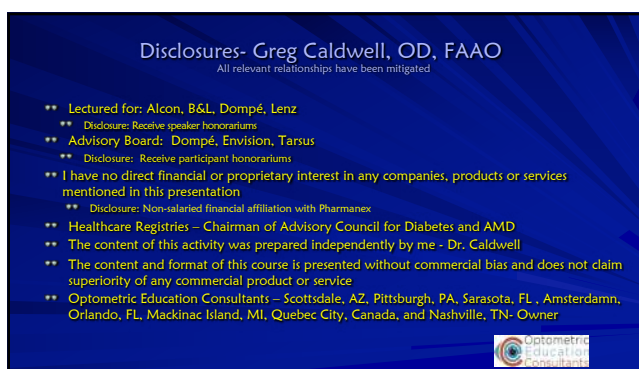 Disclosures- Greg Caldwell, OD, FAAO
All relevant relationships have been mitigated
Lectured for: Alcon, B&L, Dompé, Lenz
Disclosure: Receive speaker honorariums
Advisory Board: Dompé, Envision, Tarsus
Disclosure: Receive participant honorariums
I have no direct financial or proprietary interest in any companies, products or services
mentioned in this presentation
Disclosure: Non-salaried financial affiliation with Pharmanex
Healthcare Registries – Chairman of Advisory Council for Diabetes and AMD
The content of this activity was prepared independently by me - Dr. Caldwell
The content and format of this course is presented without commercial bias and does not claim
superiority of any commercial product or service
Optometric Education Consultants – Scottsdale, AZ, Pittsburgh, PA, Sarasota, FL , Amsterdamn,
Orlando, FL, Mackinac Island, MI, Quebec City, Canada, and Nashville, TN- Owner
Optometric
Education
Consultants